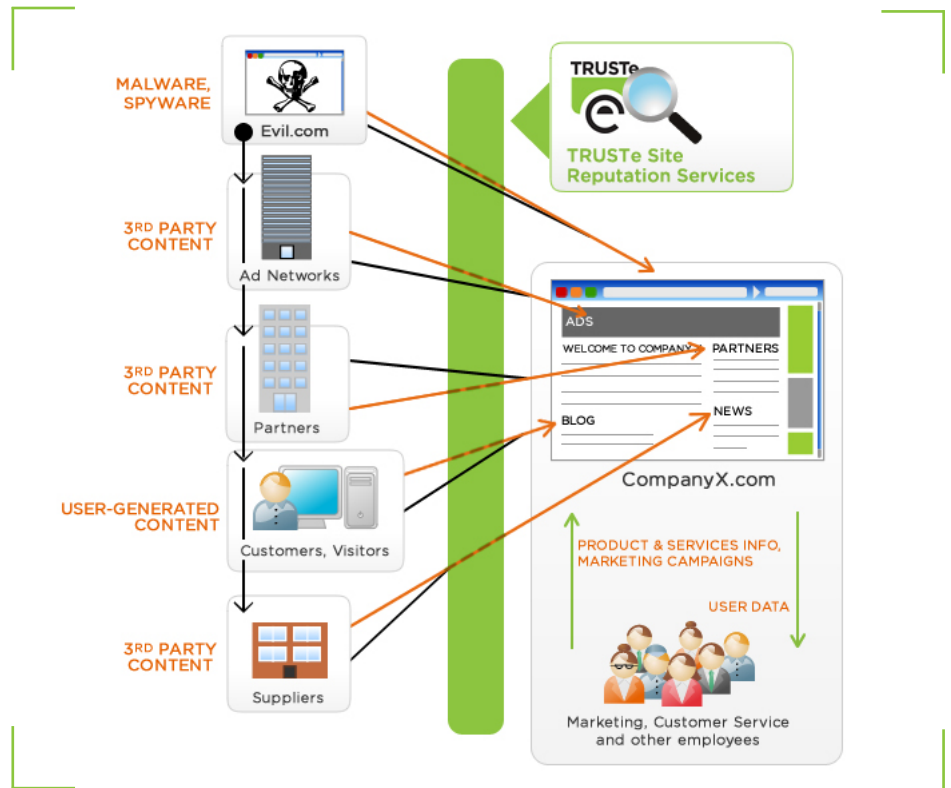 MALWARE,
SPYWARE
Evil.com
3RD PARTY
CONTENT
Ad Networks
3RD PARTY
CONTENT
Partners
USER-GENERATED
CONTENT
Customers, Visitors
3RD PARTY
CONTENT
Suppliers
TRUSTe
e
TRUSTe Site
Reputation Services
ADS
WELCOME TO COMPANY X
PARTNERS
BLOG
NEWS
CompanyX.com
PRODUCT & SERVICES INFO,
MARKETING CAMPAIGNS
USER DATA
Marketing, Customer Service
and other employees